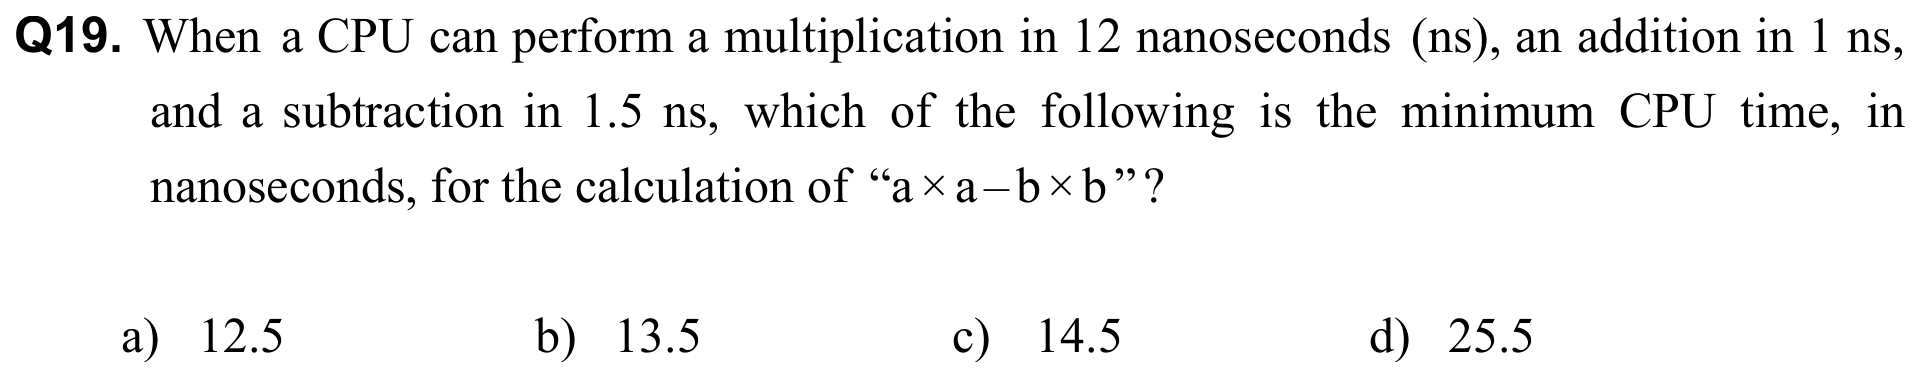 Q19. When a CPU can perform a multiplication in 12 nanoseconds (ns), an addition in 1 ns,
and a subtraction in 1.5 ns, which of the following is the minimum CPU time, in
nanoseconds, for the calculation of “a×a–b×b”?
a) 12.5 b) 13.5 c) 14.5 d) 25.5